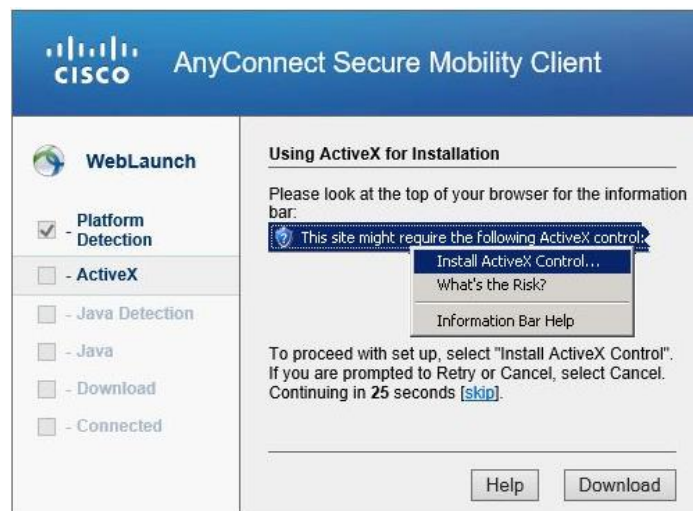 CISCO
AnyConnect Secure Mobility Client
WebLaunch
- Platform
Detection
- ActiveX
- Java Detection
- Java
- Download
- Connected
Using ActiveX for Installation
Please look at the top of your browser for the information
bar:
This site might require the following ActiveX control:
Install ActiveX Control...
What's the Risk?
Information Bar Help
To proceed with set up, select "Install ActiveX Control".
If you are prompted to Retry or Cancel, select Cancel.
Continuing in 25 seconds [skip].
Help
Download